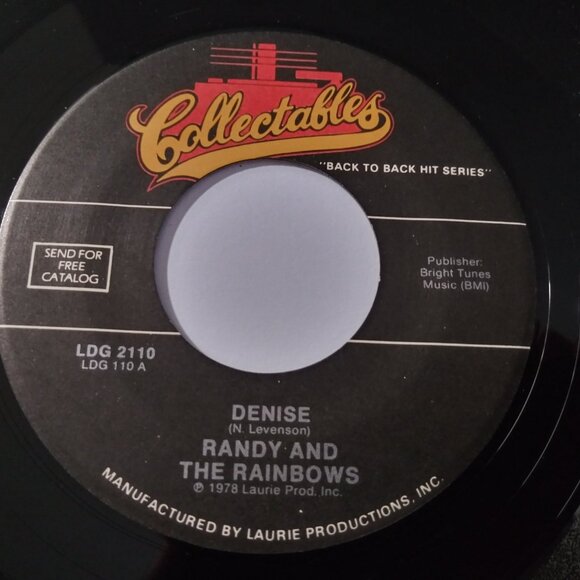 Collectables
"BACK TO BACK HIT SERIES"
SEND FOR
FREE
CATALOG
Publisher:
Bright Tunes
Music (BMI)
LDG 2110
LDG 110 A
DENISE
(N. Levenson)
RANDY AND
THE RAINBOWS
℗ 1978 Laurie Prod. Inc.
MANUFACTURED BY LAURIE PRODUCTIONS, INC.